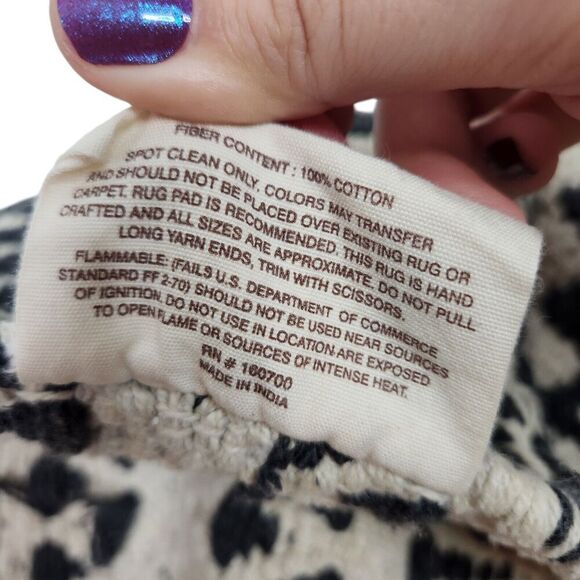 FIBER CONTENT : 100% COTTON
SPOT CLEAN ONLY. COLORS MAY TRANSFER
AND SHOULD NOT BE PLACED OVER EXISTING RUG OR
CARPET. RUG PAD IS RECOMMENDED. THIS RUG IS HAND
CRAFTED AND ALL SIZES ARE APPROXIMATE. DO NOT PULL
LONG YARN ENDS, TRIM WITH SCISSORS.
FLAMMABLE: (FAILS U.S. DEPARTMENT OF COMMERCE
STANDARD FF 2-70) SHOULD NOT BE USED NEAR SOURCES
OF IGNITION. DO NOT USE IN LOCATION ARE EXPOSED
TO OPEN FLAME OR SOURCES OF INTENSE HEAT.
RN # 160700
MADE IN INDIA